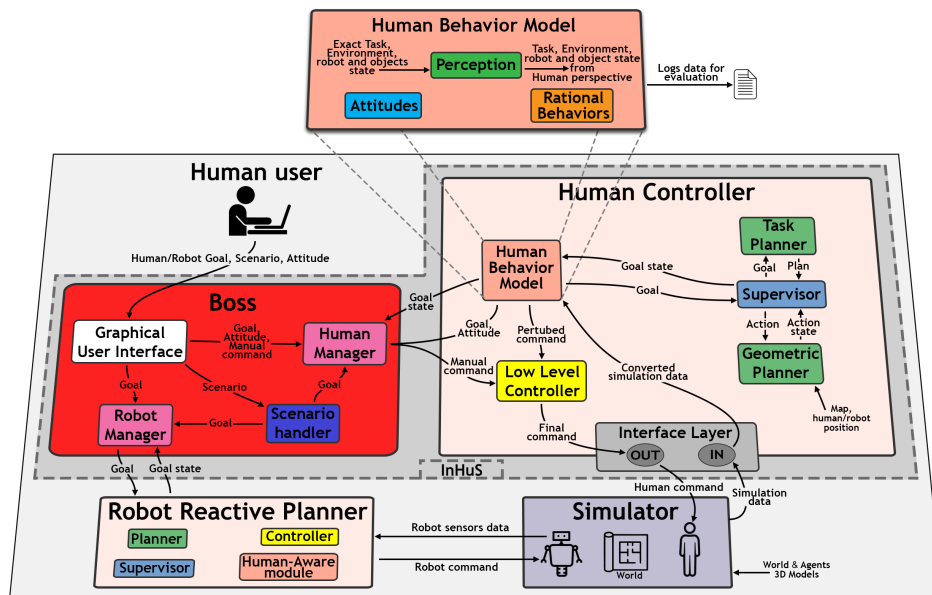 Human Behavior Model
Exact Task,
Environment,
robot and objects
state
Perception
Task, Environment,
robot and object state
from
Human perspective
Attitudes
Rational
Behaviors
Logs data for
evaluation
Human user
Human/Robot Goal, Scenario, Attitude
Human Controller
Task
Planner
Goal
Plan
Human
Behavior
Model
Goal state
Goal
Supervisor
Action
Action
state
Geometric
Planner
Map,
human/robot
position
Goal
state
Goal,
Attitude
Pertubed
command
Manual
command
Low Level
Controller
Converted
simulation data
Final
command
Interface Layer
OUT
IN
Boss
Graphical
User Interface
Goal,
Attitude,
Manual
command
Human
Manager
Goal
Scenario
Goal
Robot
Manager
Goal
Scenario
handler
InHuS
Goal
Goal state
Human command
Simulation
data
Robot Reactive Planner
Planner
Controller
Supervisor
Human-Aware
module
Robot sensors data
Robot command
Simulator
World
World & Agents
3D Models